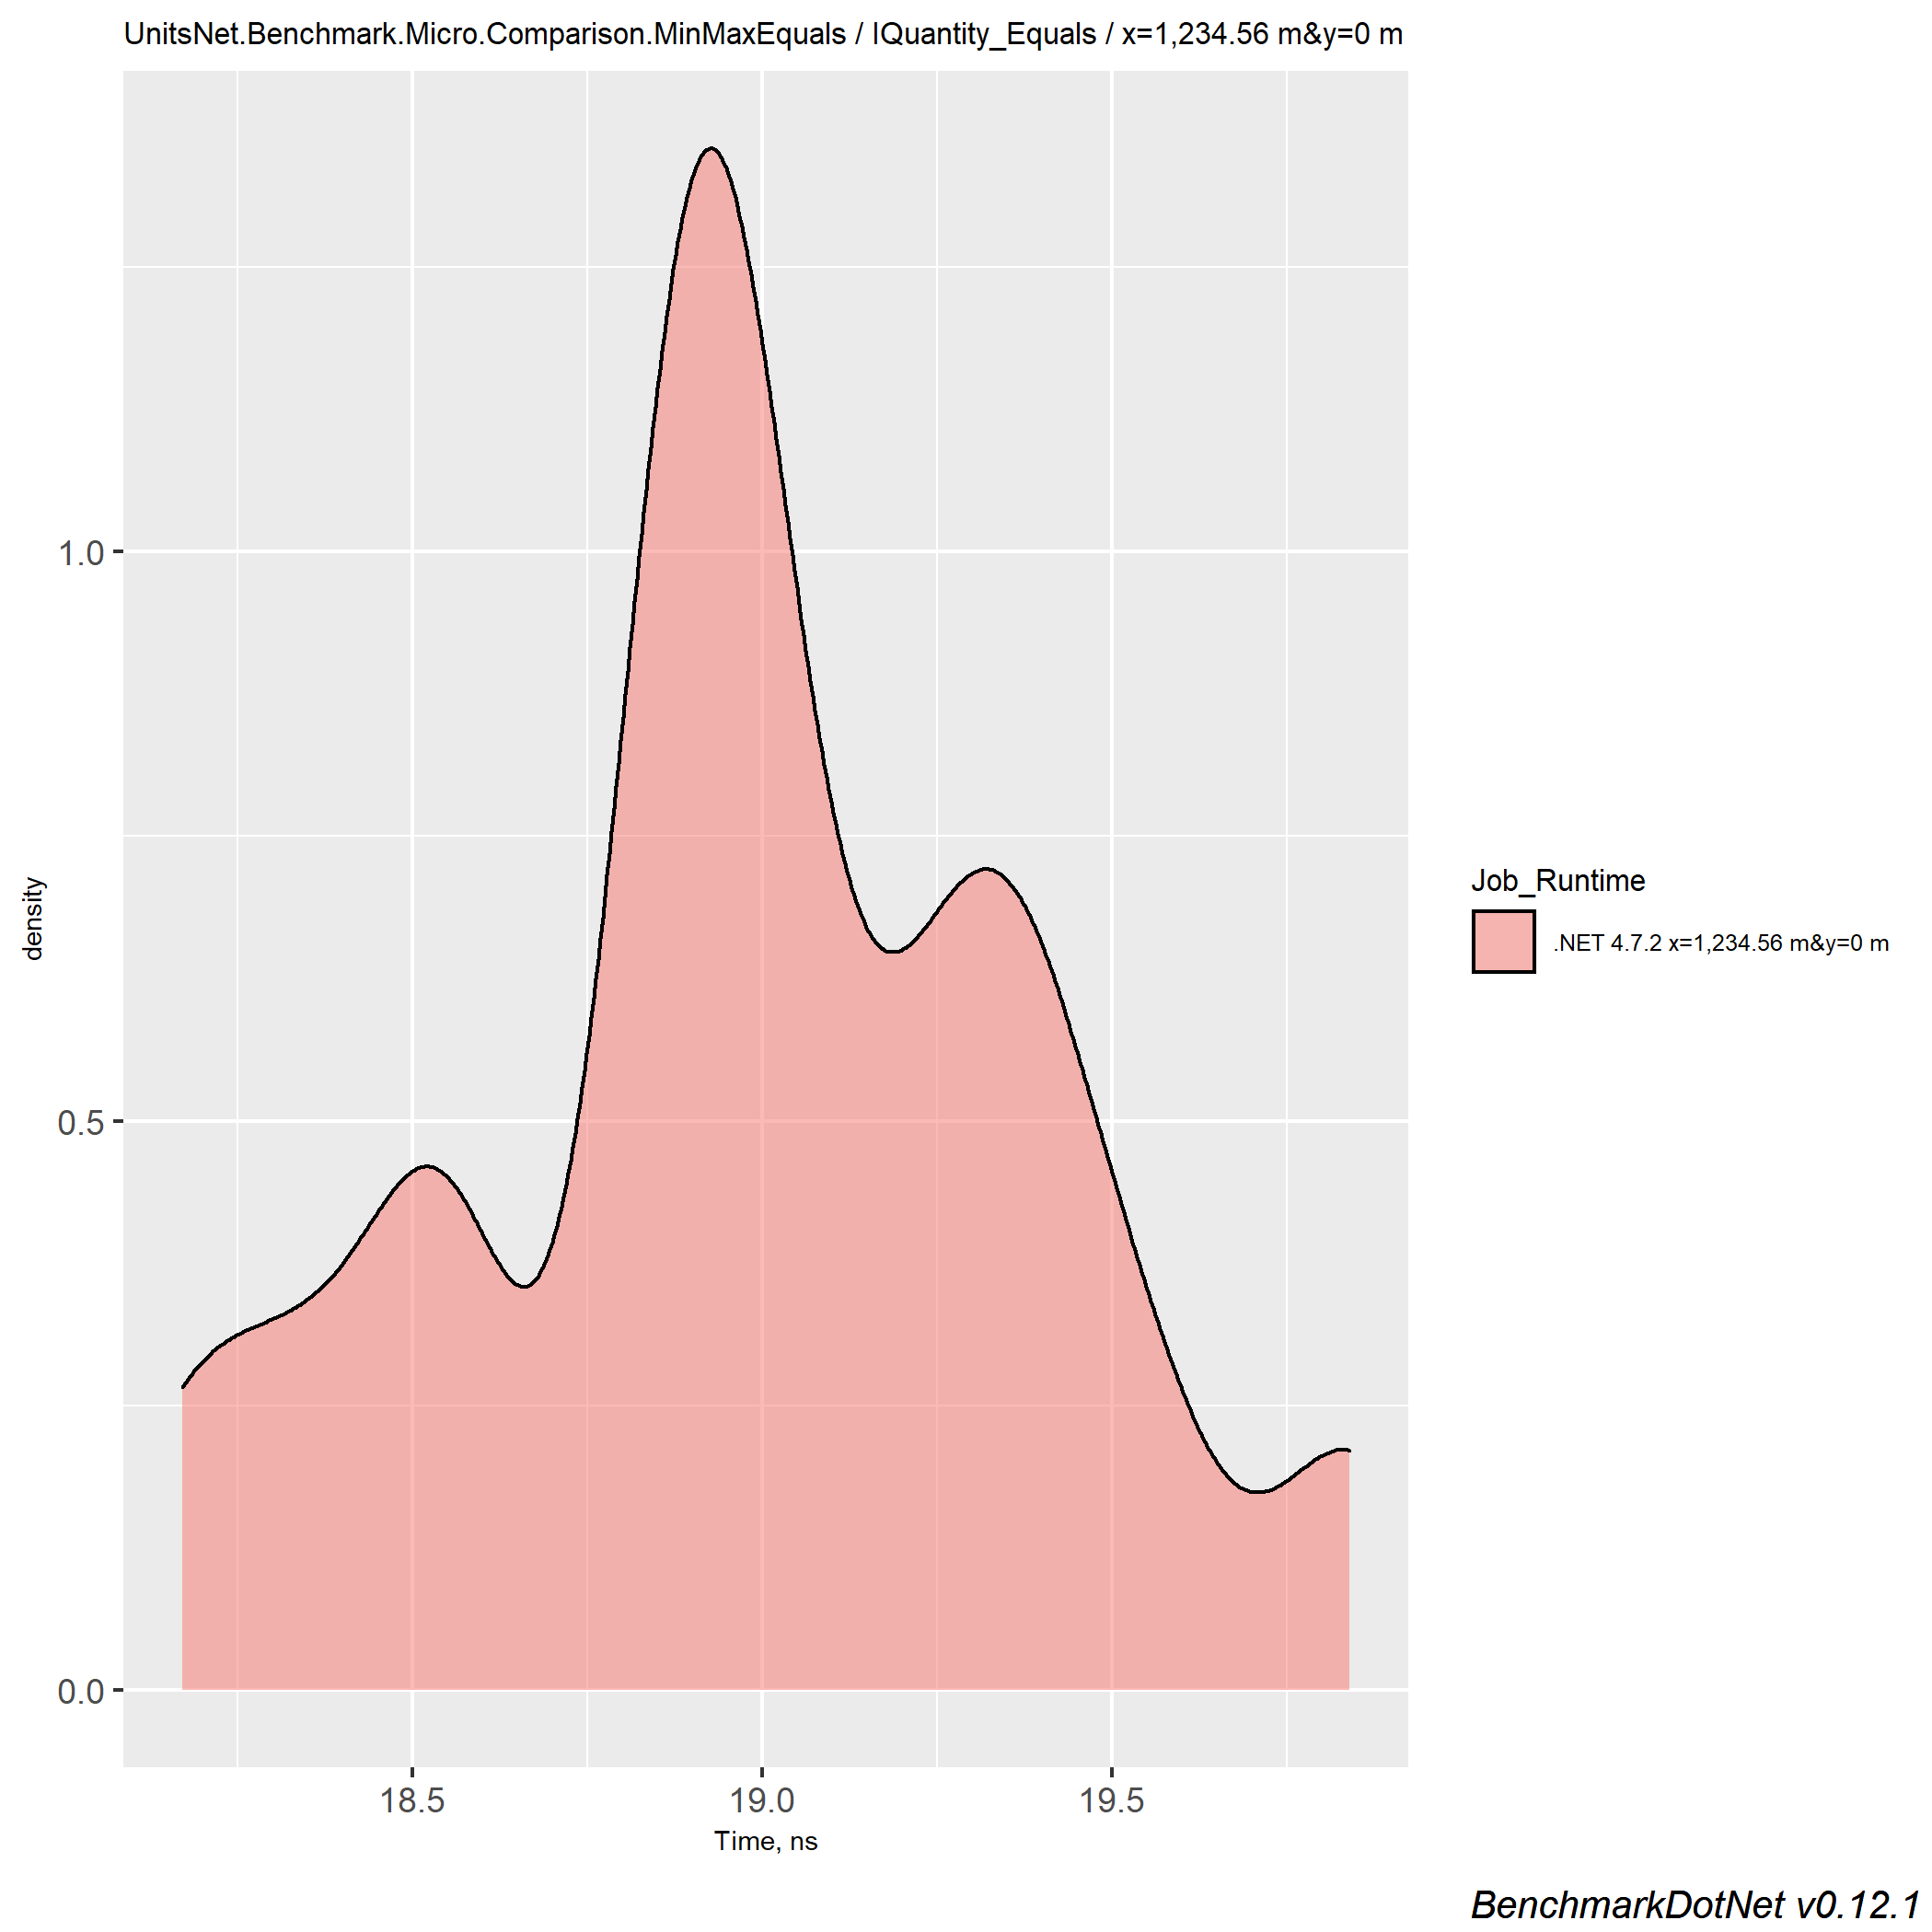 UnitsNet.Benchmark.Micro.Comparison.MinMaxEquals / IQuantity_Equals / x=1,234.56 m&y=0 m
1.0
0.5
0.0
density
18.5 19.0 19.5
Time, ns
Job_Runtime
.NET 4.7.2 x=1,234.56 m&y=0 m
BenchmarkDotNet v0.12.1